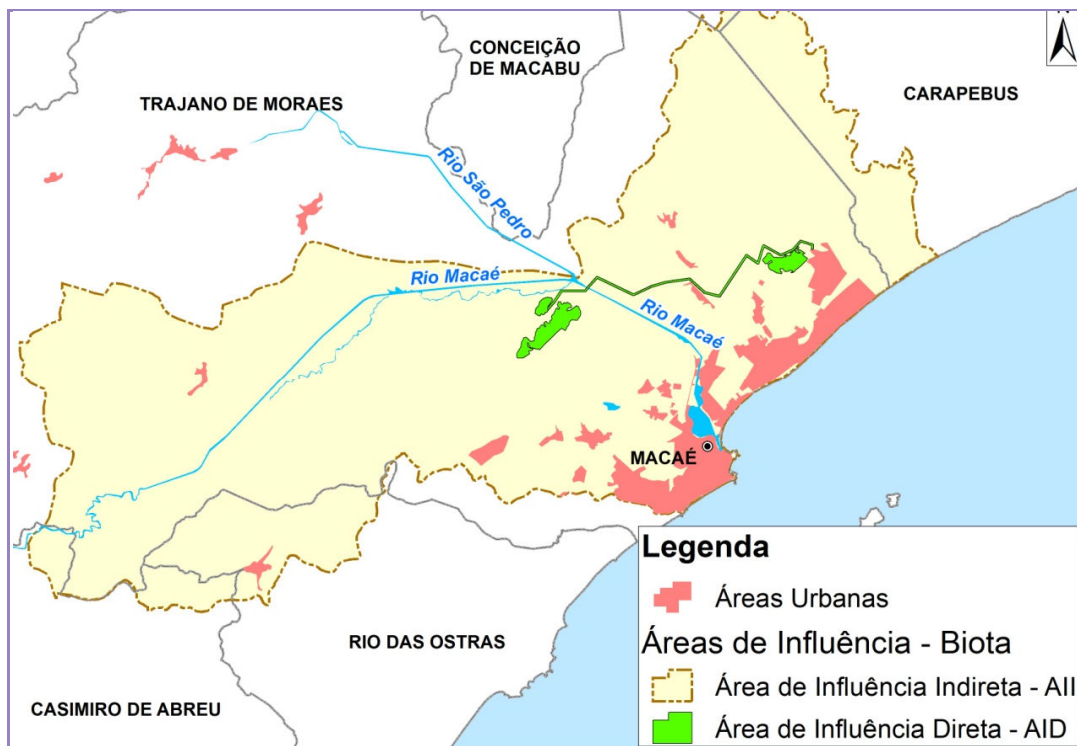 CONCEIÇÃO
DE MACABU
TRAJANO DE MORAES
CARAPEBUS
Rio São Pedro
Rio Macaé
Rio Macaé
MACAÉ
RIO DAS OSTRAS
CASIMIRO DE ABREU
Legenda
Áreas Urbanas
Áreas de Influência - Biota
Área de Influência Indireta - AII
Área de Influência Direta - AID